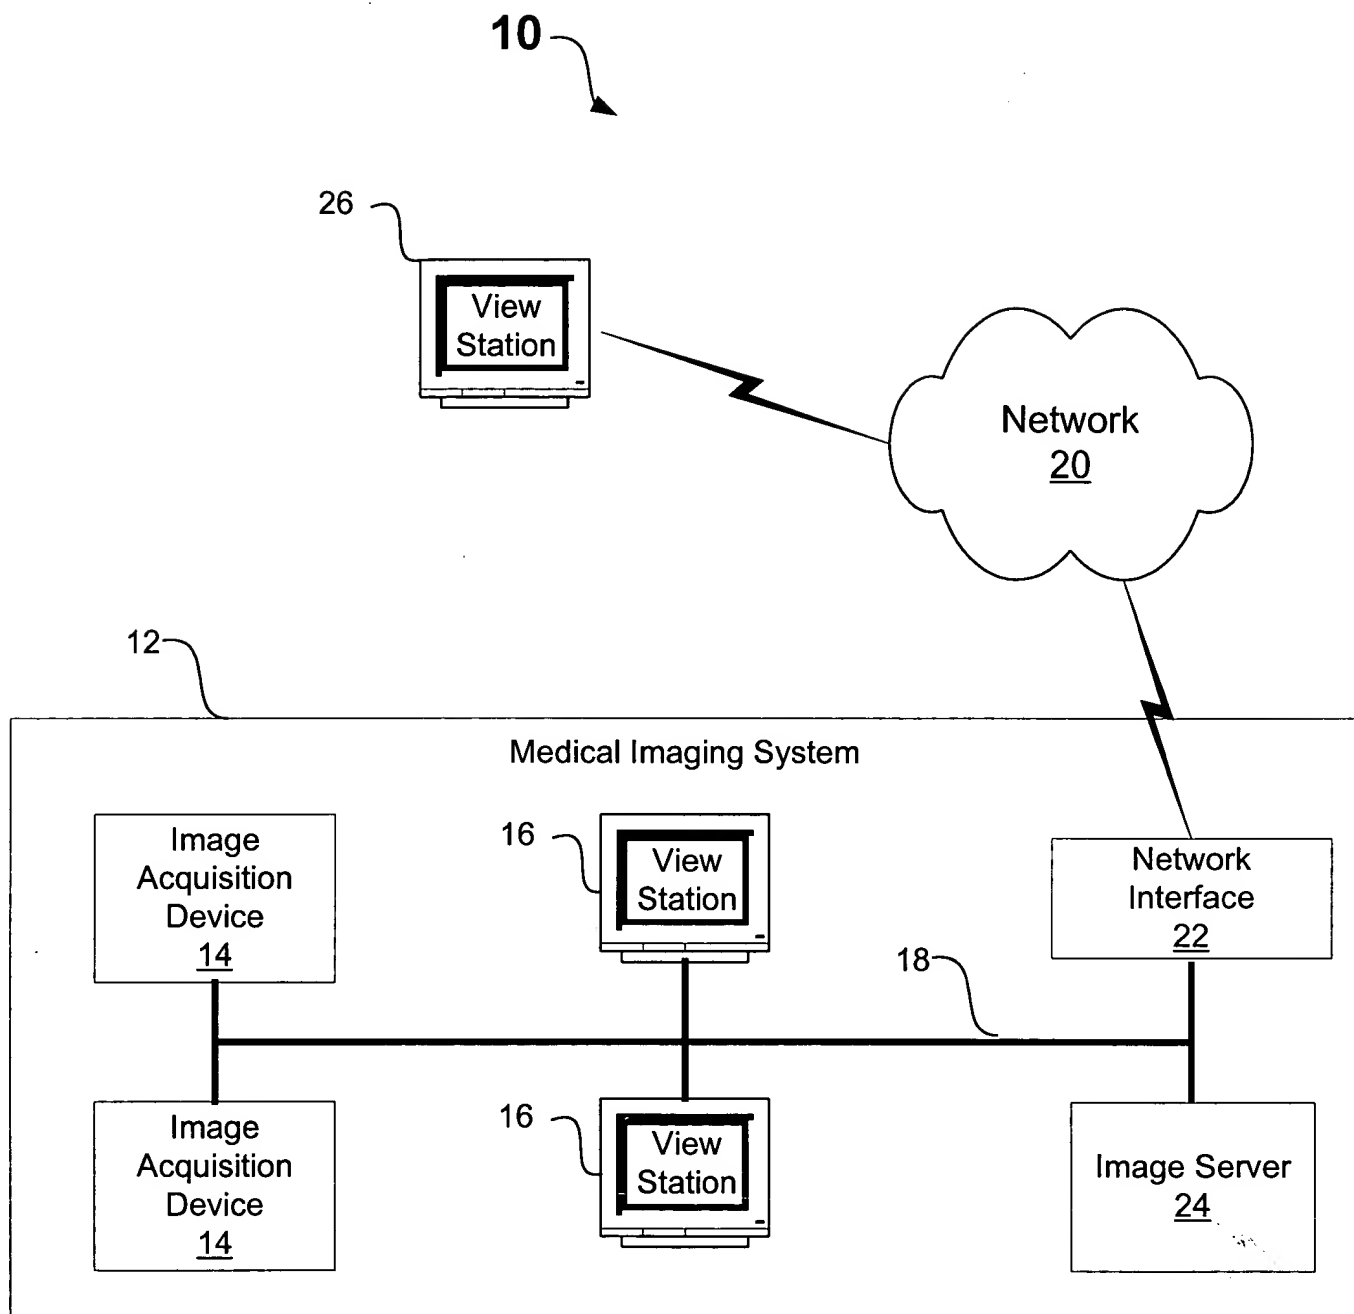 10
26
View
Station
Network
20
12
Medical Imaging System
Image
Acquisition
Device
14
16
View
Station
Network
Interface
22
18
Image
Acquisition
Device
14
16
View
Station
Image Server
24